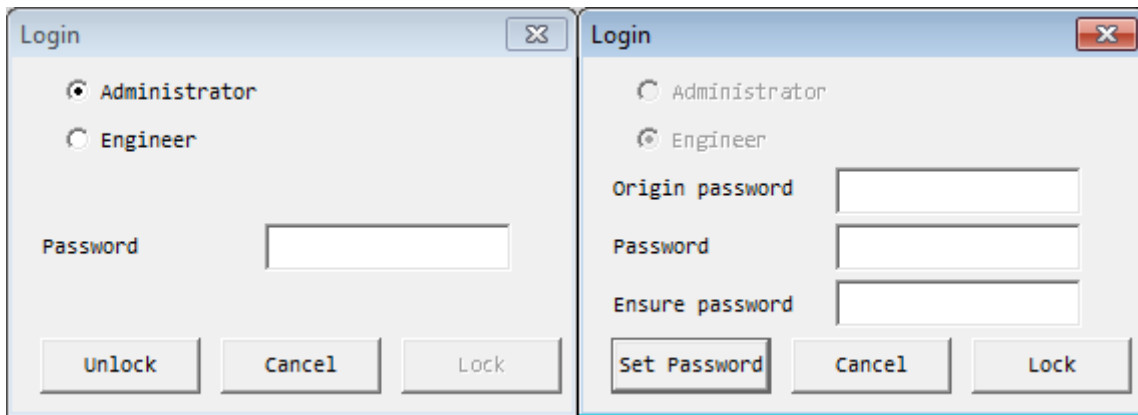 Login
Administrator
Engineer
Password
Unlock Cancel Lock
Login
Administrator
Engineer
Origin password
Password
Ensure password
Set Password Cancel Lock